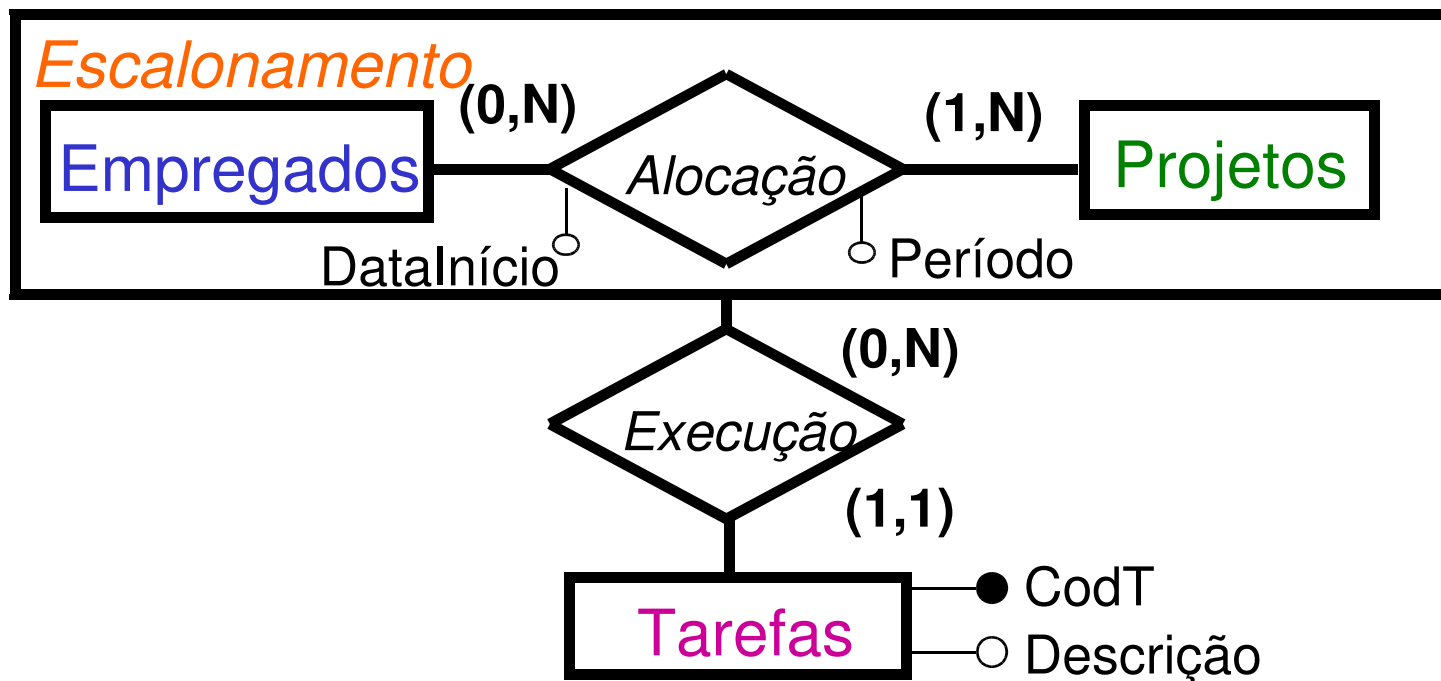 Escalonamento
(0,N)
(1,N)
Empregados
Alocação
Projetos
DataInício
Período
(0,N)
Execução
(1,1)
CodT
Tarefas
Descrição